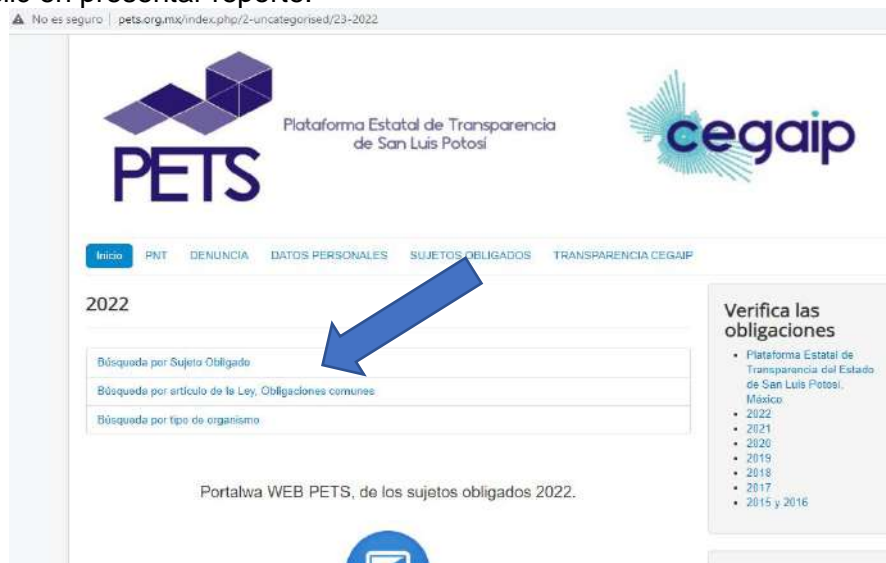 No es seguro | pets.org.mx/index.php/2-uncategorised/23-2022
PETS
Plataforma Estatal de Transparencia
de San Luis Potosí
cegaip
Inicio PNT DENUNCIA DATOS PERSONALES SUJETOS OBLIGADOS TRANSPARENCIA CEGAIP
2022
Búsqueda por Sujeto Obligado
Búsqueda por artículo de la Ley, Obligaciones comunes
Búsqueda por tipo de organismo
Portalwa WEB PETS, de los sujetos obligados 2022.
Verifica las
obligaciones
• Plataforma Estatal de
Transparencia del Estado
de San Luis Potosí,
México
• 2022
• 2021
• 2020
• 2019
• 2018
• 2017
• 2015 y 2016